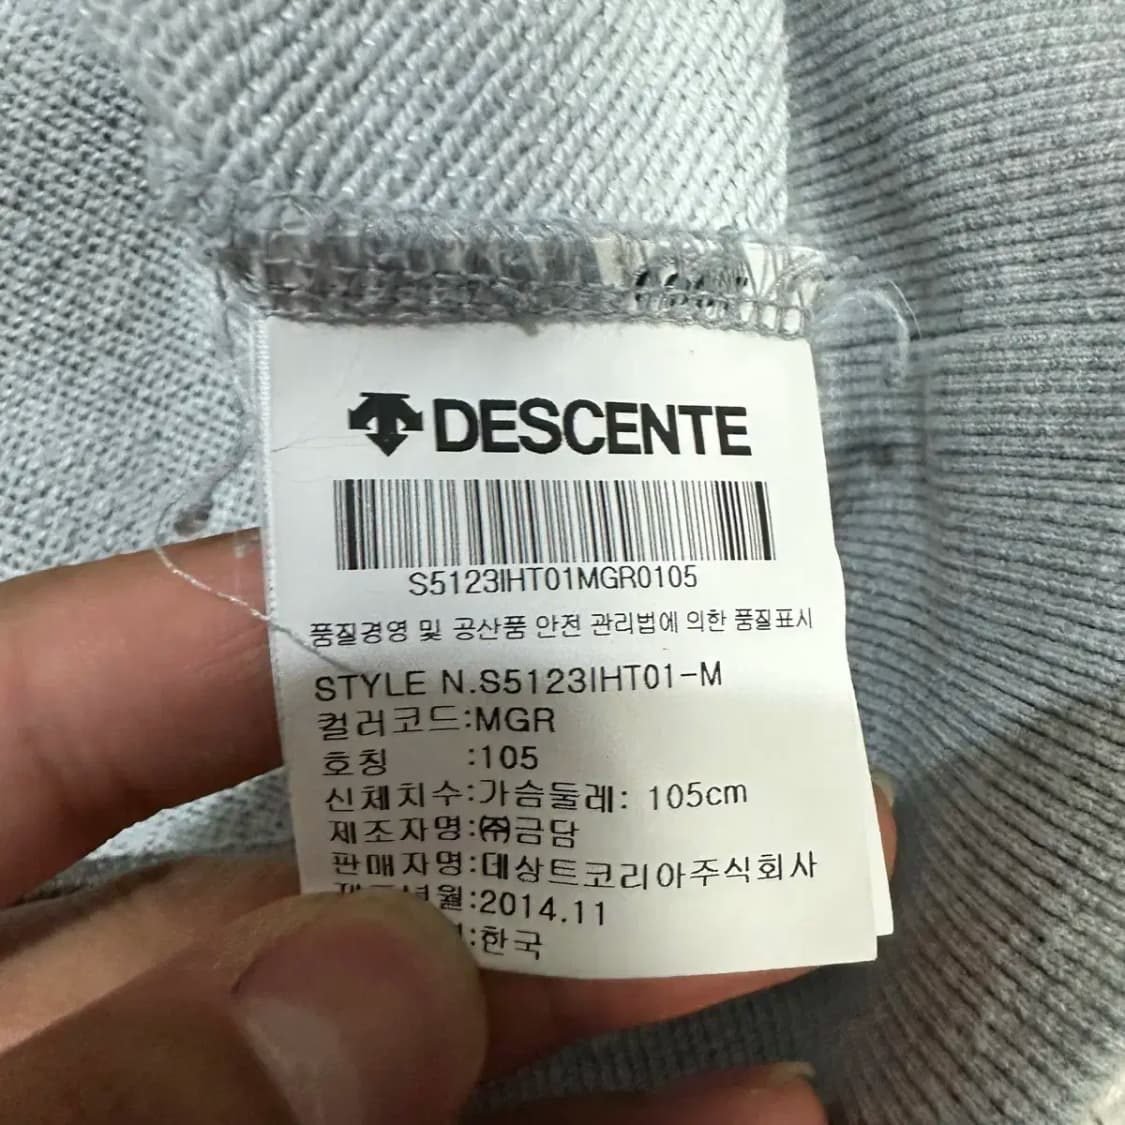 DESCENTE
S5123IHT01MGR0105
품질경영 및 공산품 안전 관리법에 의한 품질표시
STYLE N.S5123IHT01-M
컬러코드:MGR
호칭 :105
신체치수:가슴둘레: 105cm
제조자명:㈜금담
판매자명:데상트코리아주식회사
:2014.11
:한국